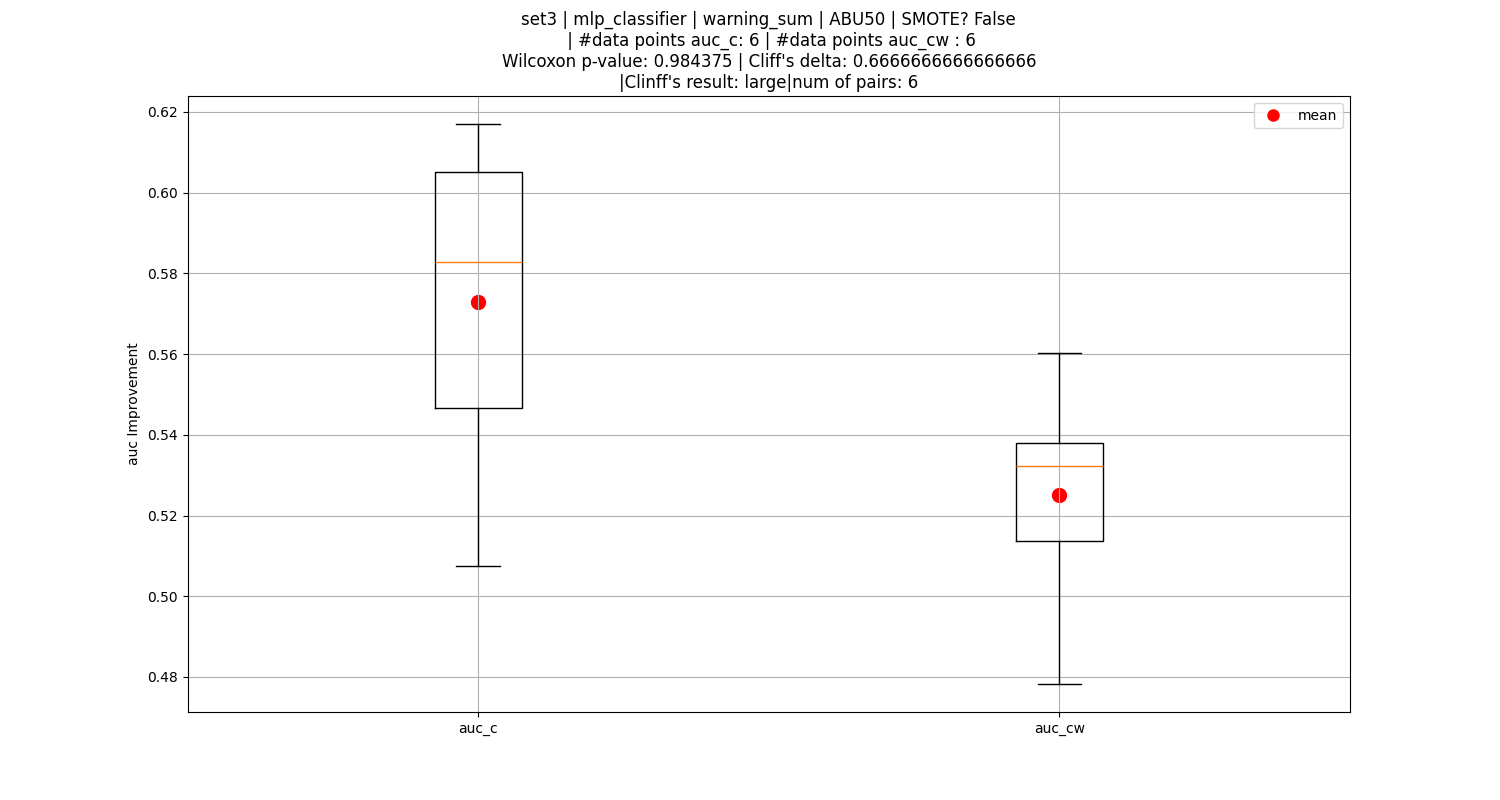 set3 | mlp_classifier | warning_sum | ABU50 | SMOTE? False
| #data points auc_c: 6 | #data points auc_cw : 6
Wilcoxon p-value: 0.984375 | Cliff's delta: 0.6666666666666666
|Clinff's result: large|num of pairs: 6
mean
auc Improvement
0.62
0.60
0.58
0.56
0.54
0.52
0.50
0.48
auc_c
auc_cw